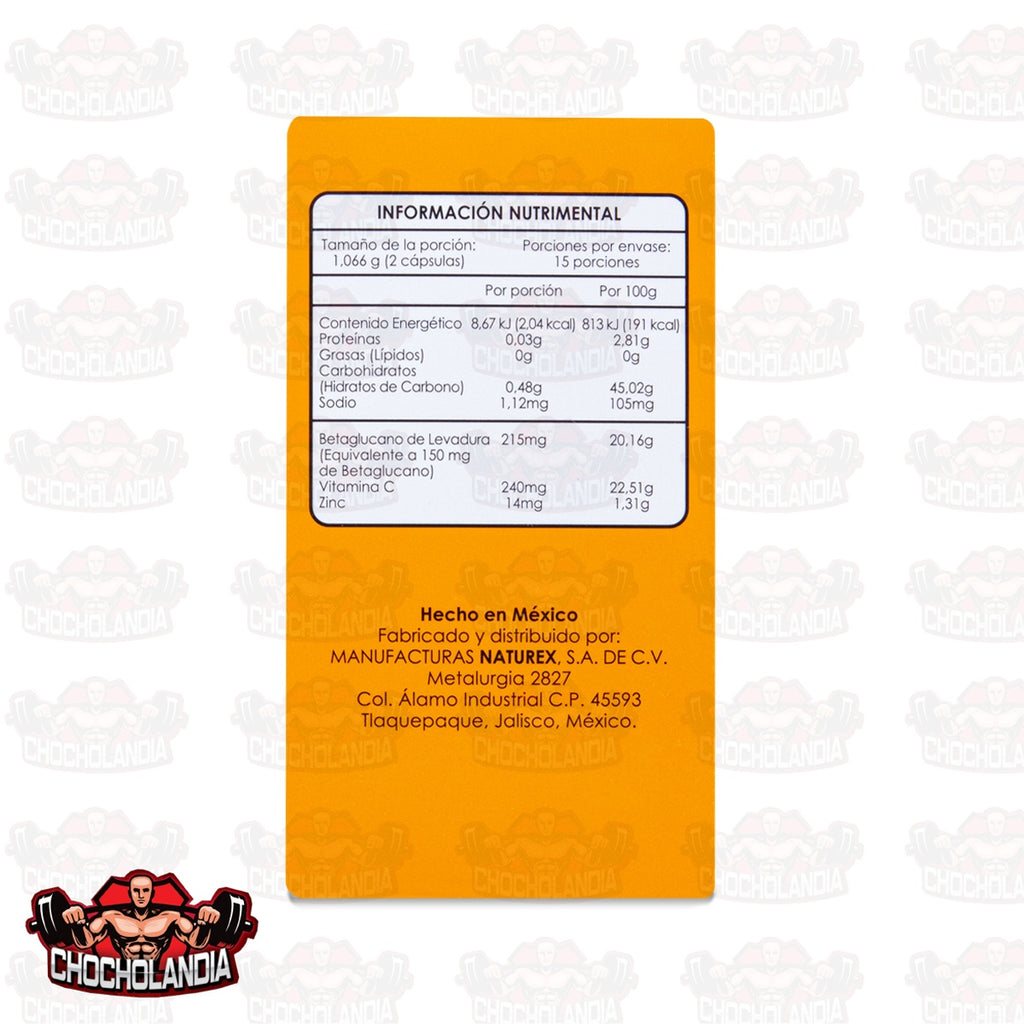 INFORMACIÓN NUTRIMENTAL
Tamaño de la porción: Porciones por envase:
1,066 g (2 cápsulas) 15 porciones
Por porción Por 100g
Contenido Energético 8,67 kJ (2,04 kcal) 813 kJ (191 kcal)
Proteínas 0,03g 2,81g
Grasas (Lípidos) 0g 0g
Carbohidratos
(Hidratos de Carbono) 0,48g 45,02g
Sodio 1,12mg 105mg
Betaglucano de Levadura 215mg 20,16g
(Equivalente a 150 mg
de Betaglucano)
Vitamina C 240mg 22,51g
Zinc 14mg 1,31g
Hecho en México
Fabricado y distribuido por:
MANUFACTURAS NATUREX, S.A. DE C.V.
Metalurgia 2827
Col. Álamo Industrial C.P. 45593
Tlaquepaque, Jalisco, México.
CHOCHOLANDIA